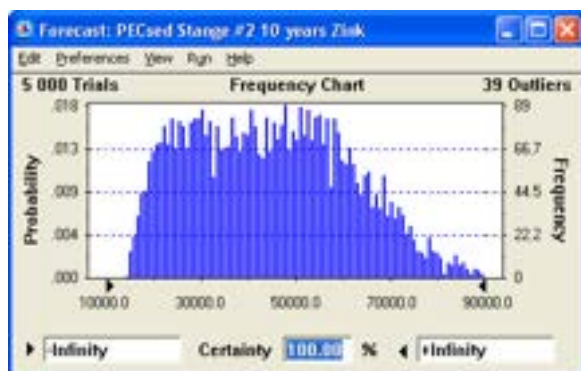 Forecast: PECsed Stange #2 10 years Zink
Edit Preferences View Run Help
5 000 Trials Frequency Chart 39 Outliers
.018 89
.013 66.7
.009 44.5
.004 22.2
.000 0
Probability
Frequency
10000.0 30000.0 50000.0 70000.0 90000.0
-Infinity Certainty 100.00 % +Infinity